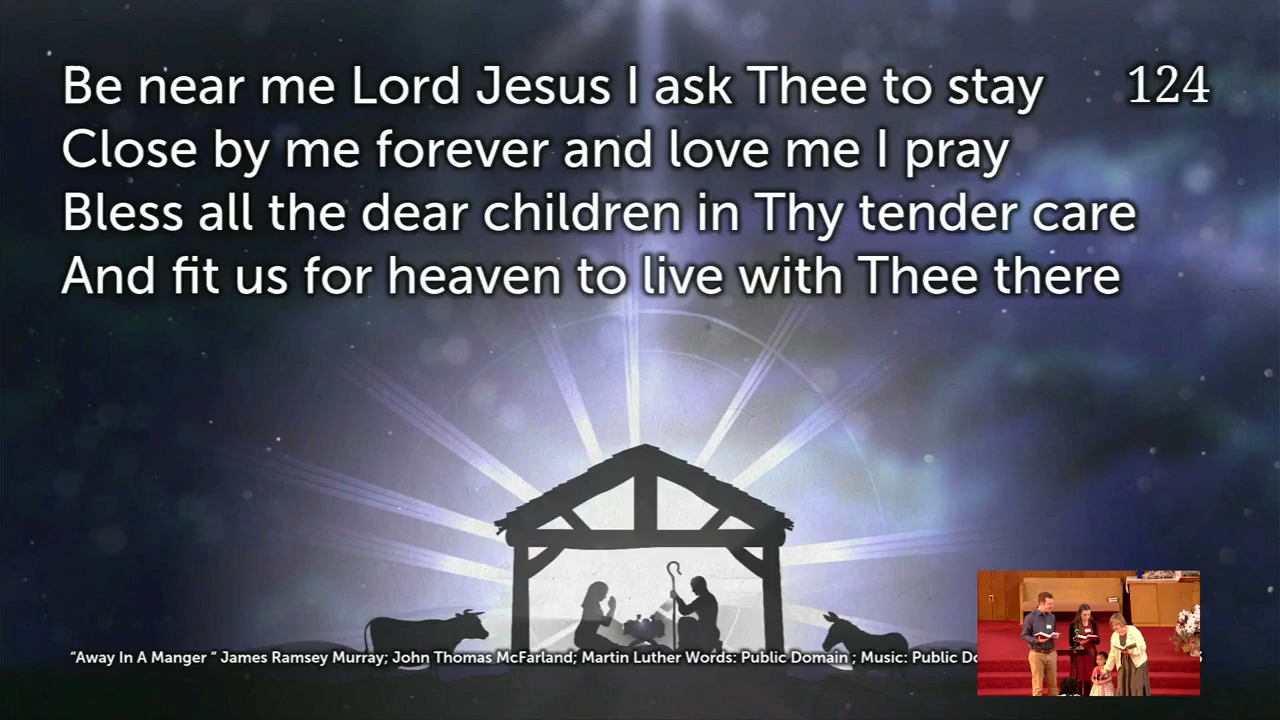 Be near me Lord Jesus I ask Thee to stay 124
Close by me forever and love me I pray
Bless all the dear children in Thy tender care
And fit us for heaven to live with Thee there
“Away In A Manger “ James Ramsey Murray; John Thomas McFarland; Martin Luther Words: Public Domain ; Music: Public